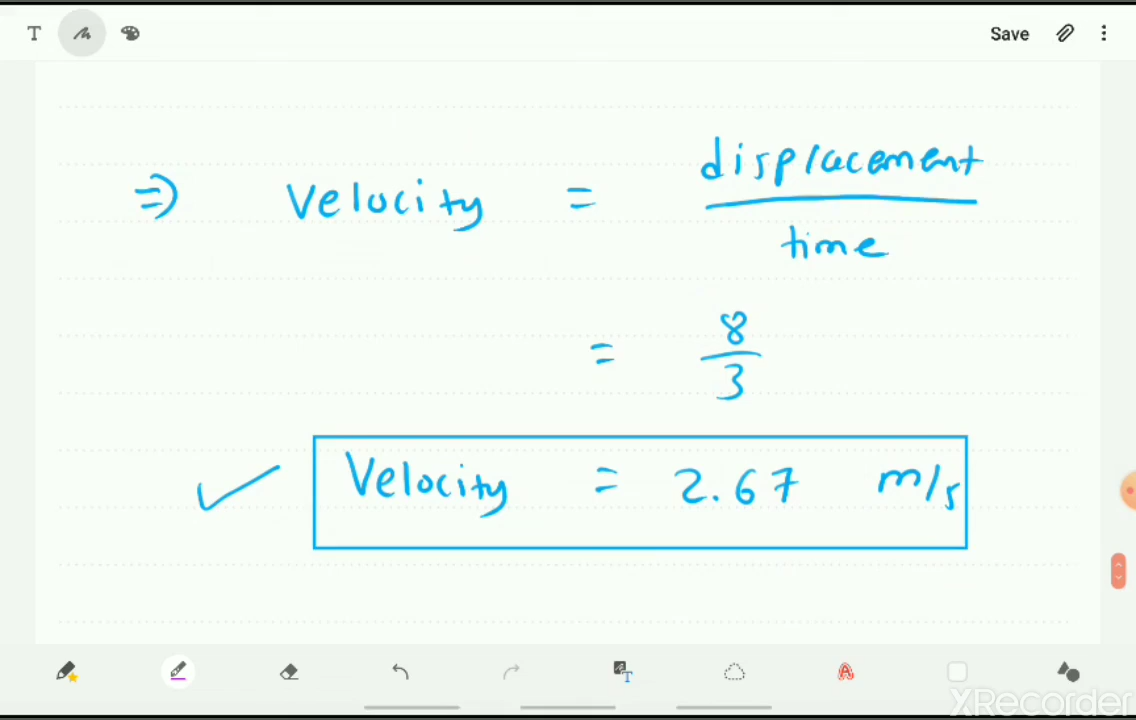 T Save
displacement
⇒ Velocity = 
time
8
=
3
✓ Velocity = 2.67 m/s
T A
XRecorder